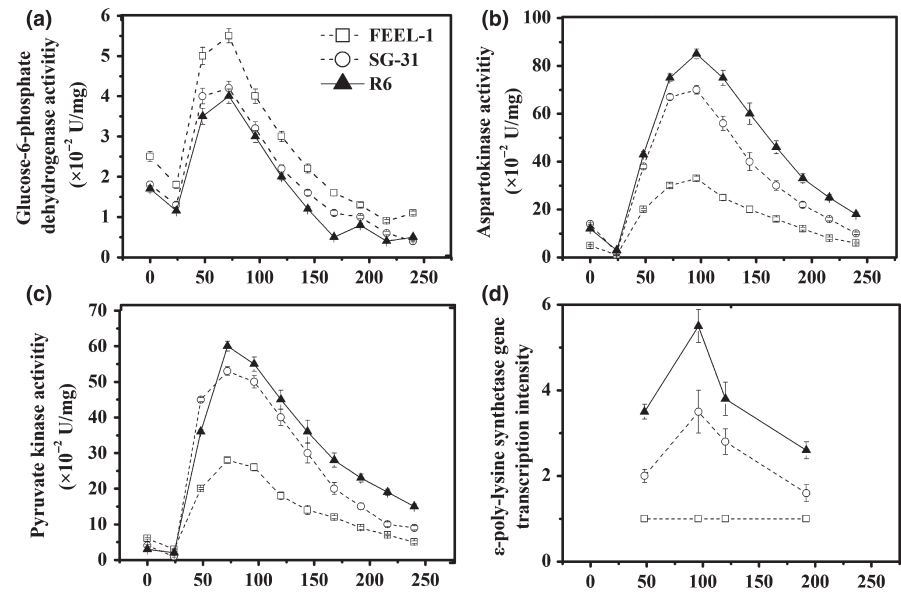 (a)
Glucose-6-phosphate
dehydrogenase activitiy
(×10⁻² U/mg)
6
5
4
3
2
1
0
FEEL-1
SG-31
R6
0 50 100 150 200 250
(b)
Aspartokinase activitiy
(×10⁻² U/mg)
100
80
60
40
20
0
0 50 100 150 200 250
(c)
Pyruvate kinase activitiy
(×10⁻² U/mg)
70
60
50
40
30
20
10
0
0 50 100 150 200 250
(d)
ε-poly-lysine synthetase gene
transcription intensity
6
4
2
0
0 50 100 150 200 250